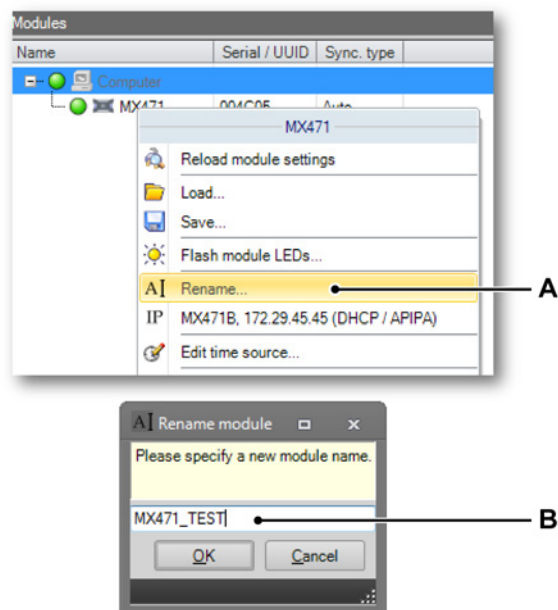 Modules
Name Serial / UUID Sync. type
Computer
MX471 004C05 Auto
MX471
Reload module settings
Load...
Save...
Flash module LEDs...
AI Rename... A
IP MX471B, 172.29.45.45 (DHCP / APIPA)
Edit time source...
AI Rename module x
Please specify a new module name.
MX471_TEST B
OK Cancel